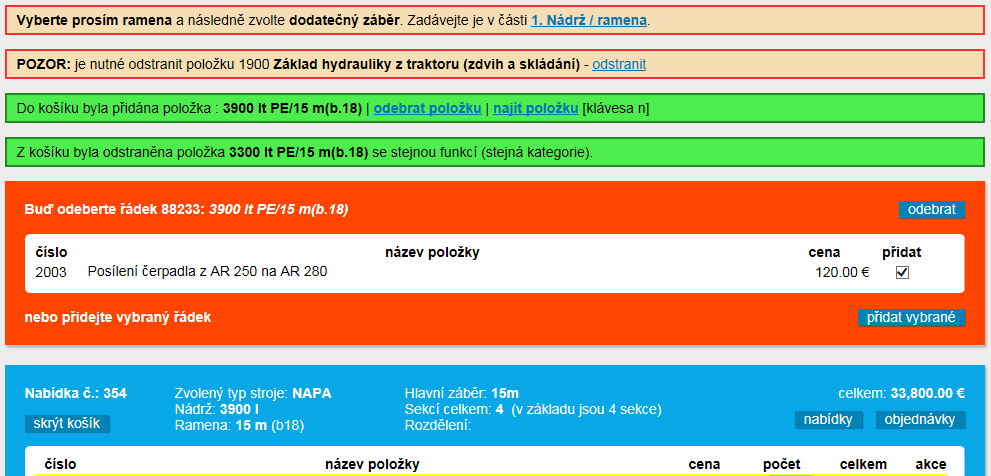 Vyberte prosím ramena a následně zvolte dodatečný záběr. Zadávejte je v části 1. Nádrž / ramena.
POZOR: je nutné odstranit položku 1900 Základ hydrauliky z traktoru (zdvih a skládání) - odstranit
Do košíku byla přidána položka : 3900 lt PE/15 m(b.18) | odebrat položku | najít položku [klávesa n]
Z košíku byla odstraněna položka 3300 lt PE/15 m(b.18) se stejnou funkcí (stejná kategorie).
Buď odeberte řádek 88233: 3900 lt PE/15 m(b.18) odebrat
číslo název položky cena přidat
2003 Posílení čerpadla z AR 250 na AR 280 120.00 €
nebo přidejte vybraný řádek přidat vybrané
Nabídka č.: 354 Zvolený typ stroje: NAPA Hlavní záběr: 15m celkem: 33,800.00 €
Nádrž: 3900 l Sekcí celkem: 4 (v základu jsou 4 sekce)
skrýt košík Ramena: 15 m (b18) Rozdělení: nabídky objednávky
číslo název položky cena počet celkem akce